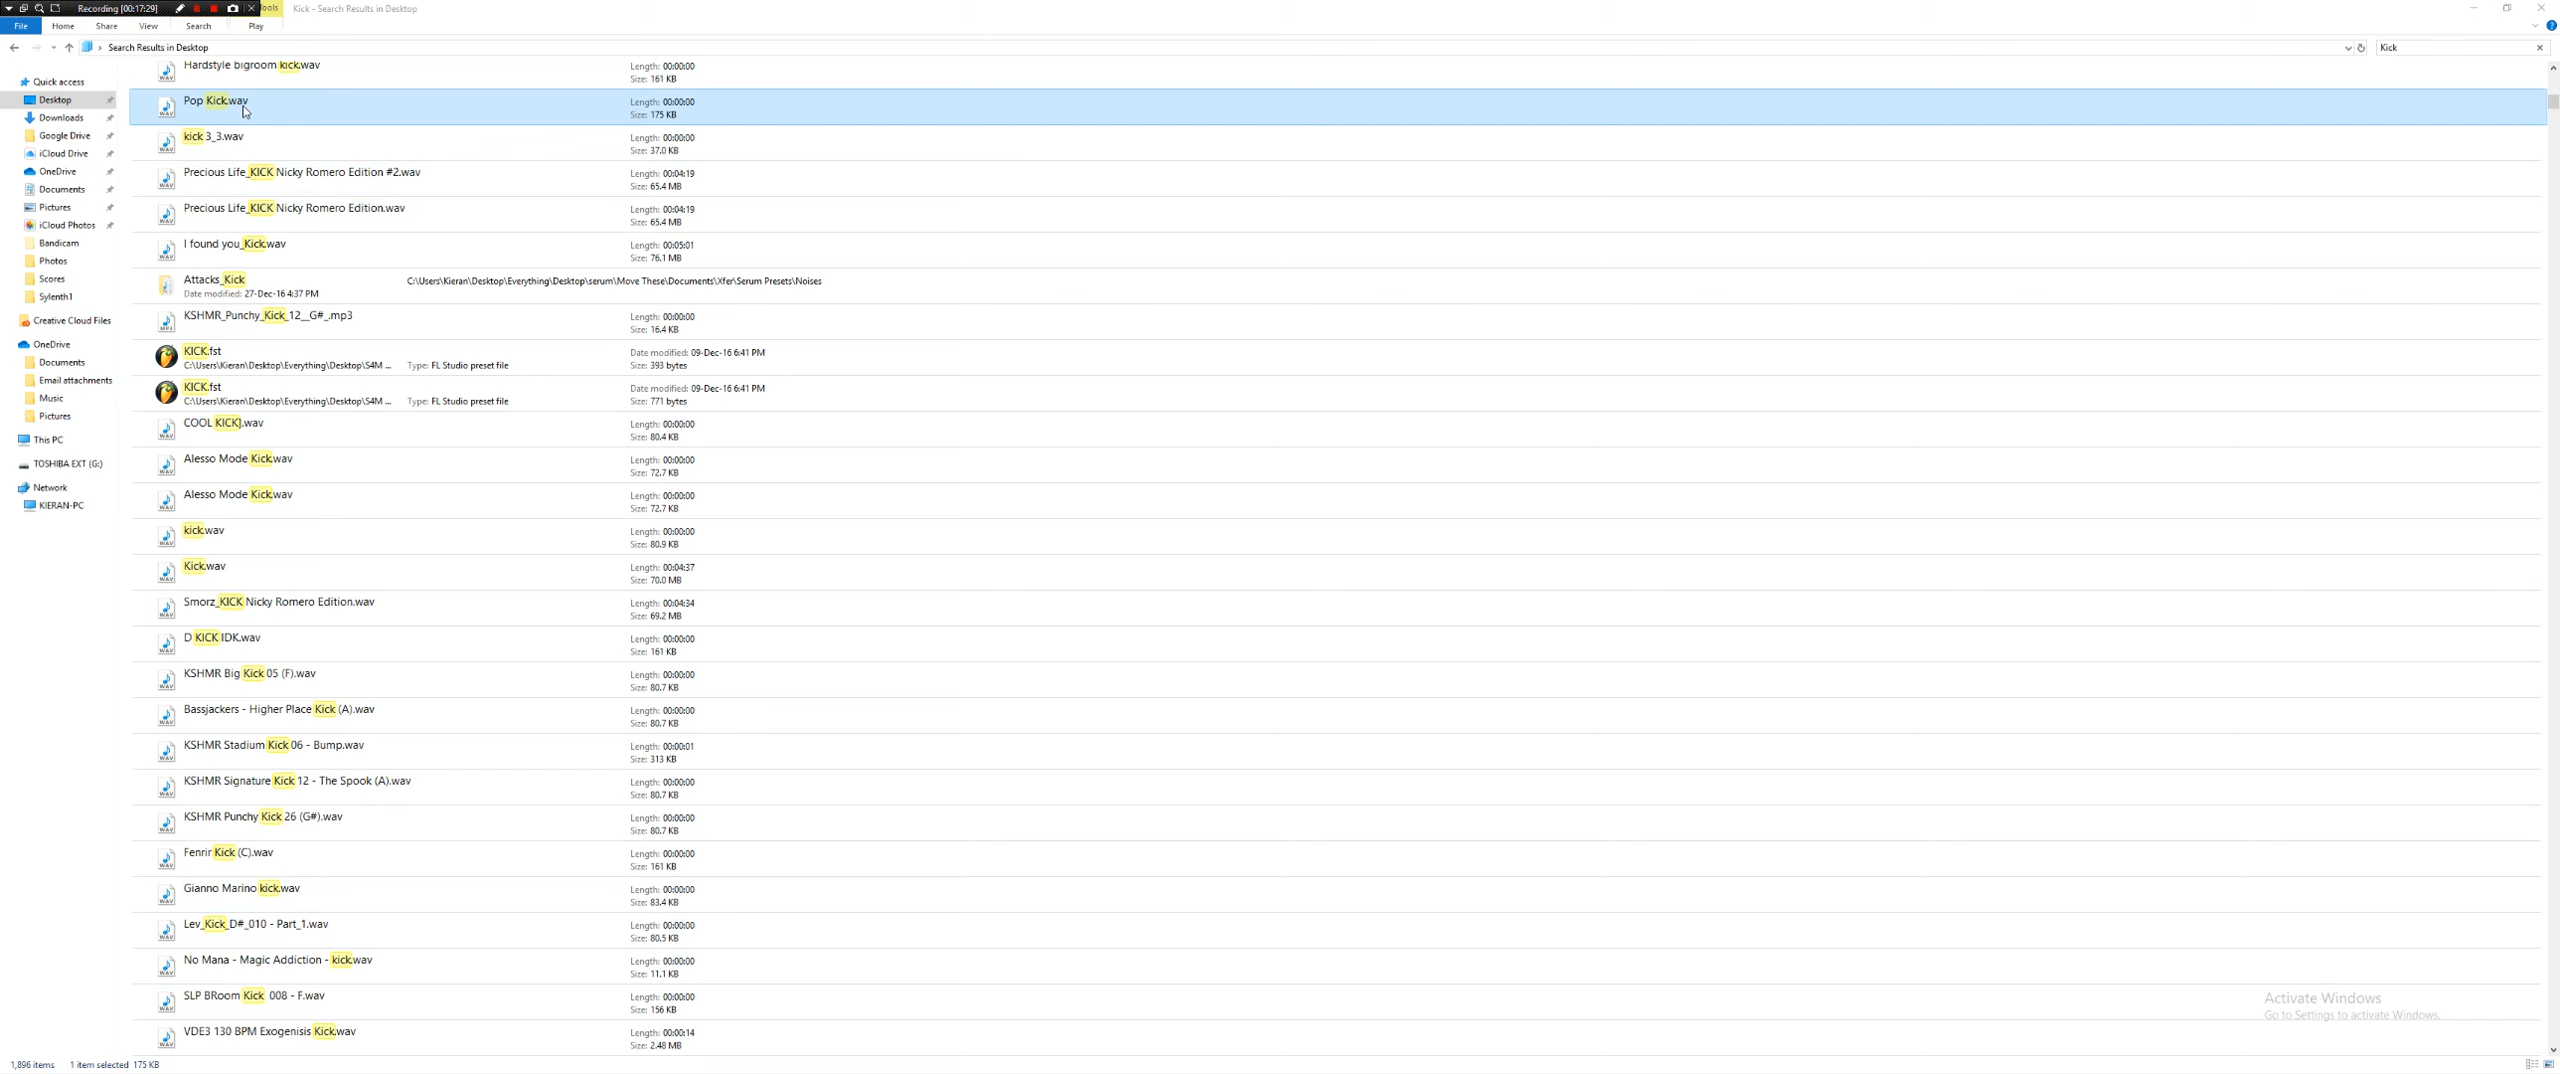 Recording [00:17:29]
ools
Kick - Search Results in Desktop
File Home Share View Search Play
Search Results in Desktop
Kick
Quick access
Desktop
Downloads
Google Drive
iCloud Drive
OneDrive
Documents
Pictures
iCloud Photos
Bandicam
Photos
Scores
Sylenth1
Creative Cloud Files
OneDrive
Documents
Email attachments
Music
Pictures
This PC
TOSHIBA EXT (G:)
Network
KIERAN-PC
Hardstyle bigroom kick.wav
Length: 00:00:00
Size: 161 KB
Pop Kick.wav
Length: 00:00:00
Size: 175 KB
kick 3_3.wav
Length: 00:00:00
Size: 37.0 KB
Precious Life_KICK Nicky Romero Edition #2.wav
Length: 00:04:19
Size: 65.4 MB
Precious Life_KICK Nicky Romero Edition.wav
Length: 00:04:19
Size: 65.4 MB
I found you_Kick.wav
Length: 00:05:01
Size: 76.1 MB
Attacks_Kick
Date modified: 27-Dec-16 4:37 PM
C:\Users\Kieran\Desktop\Everything\Desktop\serum\Move These\Documents\Xfer\Serum Presets\Noises
KSHMR_Punchy_Kick_12__G#_.mp3
Length: 00:00:00
Size: 16.4 KB
KICK.fst
C:\Users\Kieran\Desktop\Everything\Desktop\S4M ... Type: FL Studio preset file
Date modified: 09-Dec-16 6:41 PM
Size: 393 bytes
KICK.fst
C:\Users\Kieran\Desktop\Everything\Desktop\S4M ... Type: FL Studio preset file
Date modified: 09-Dec-16 6:41 PM
Size: 771 bytes
COOL KICK].wav
Length: 00:00:00
Size: 80.4 KB
Alesso Mode Kick.wav
Length: 00:00:00
Size: 72.7 KB
Alesso Mode Kick.wav
Length: 00:00:00
Size: 72.7 KB
kick.wav
Length: 00:00:00
Size: 80.9 KB
Kick.wav
Length: 00:04:37
Size: 70.0 MB
Smorz_KICK Nicky Romero Edition.wav
Length: 00:04:34
Size: 69.2 MB
D KICK IDK.wav
Length: 00:00:00
Size: 161 KB
KSHMR Big Kick 05 (F).wav
Length: 00:00:00
Size: 80.7 KB
Bassjackers - Higher Place Kick (A).wav
Length: 00:00:00
Size: 80.7 KB
KSHMR Stadium Kick 06 - Bump.wav
Length: 00:00:01
Size: 313 KB
KSHMR Signature Kick 12 - The Spook (A).wav
Length: 00:00:00
Size: 80.7 KB
KSHMR Punchy Kick 26 (G#).wav
Length: 00:00:00
Size: 80.7 KB
Fenrir Kick (C).wav
Length: 00:00:00
Size: 161 KB
Gianno Marino kick.wav
Length: 00:00:00
Size: 83.4 KB
Lev_Kick_D#_010 - Part_1.wav
Length: 00:00:00
Size: 80.5 KB
No Mana - Magic Addiction - kick.wav
Length: 00:00:00
Size: 11.1 KB
SLP BRoom Kick 008 - F.wav
Length: 00:00:00
Size: 156 KB
VDE3 130 BPM Exogenisis Kick.wav
Length: 00:00:14
Size: 2.48 MB
Activate Windows
Go to Settings to activate Windows.
1,896 items 1 item selected 175 KB